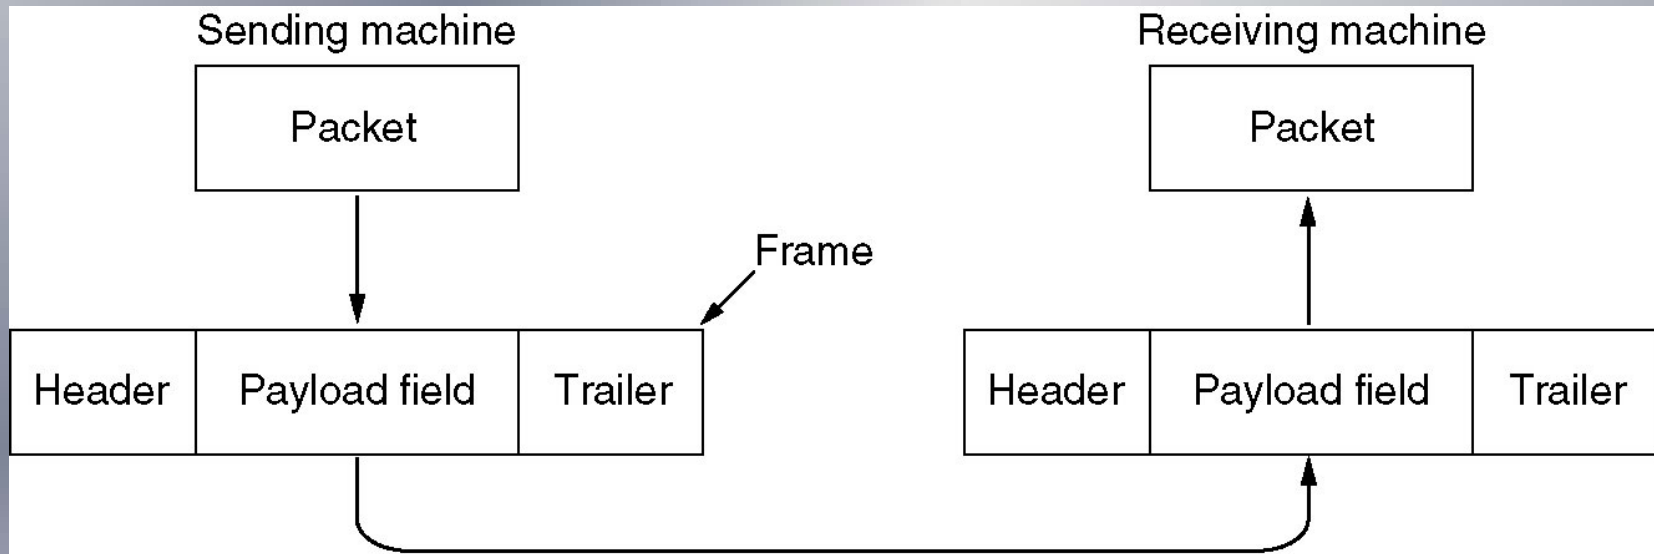 Sending machine
Receiving machine
Packet
Packet
Frame
Header
Payload field
Trailer
Header
Payload field
Trailer